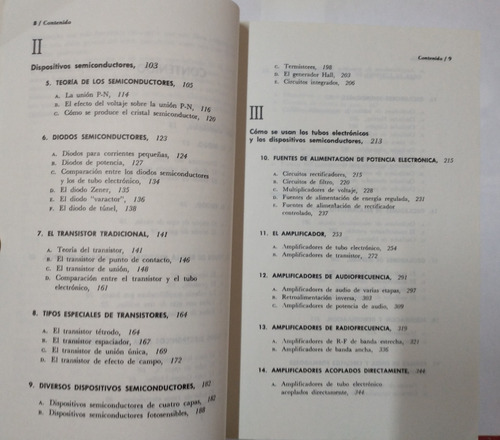 8 / Contenido
II
Dispositivos semiconductores, 103
5. TEORÍA DE LOS SEMICONDUCTORES, 105
A. La unión P-N, 114
B. El efecto del voltaje sobre la unión P-N, 116
C. Cómo se produce el cristal semiconductor, 120
6. DIODOS SEMICONDUCTORES, 123
A. Diodos para corrientes pequeñas, 124
B. Diodos de potencia, 127
C. Comparación entre los diodos semiconductores
y los de tubo electrónico, 134
D. El diodo Zener, 135
E. El diodo "varactor", 136
F. El diodo de túnel, 138
7. EL TRANSISTOR TRADICIONAL, 141
A. Teoría del transistor, 141
B. El transistor de punto de contacto, 146
C. El transistor de unión, 148
D. Comparación entre el transistor y el tubo
electrónico, 161
8. TIPOS ESPECIALES DE TRANSISTORES, 164
A. El transistor tétrodo, 164
B. El transistor espaciador, 167
C. El transistor de unión única, 169
D. El transistor de efecto de campo, 172
9. DIVERSOS DISPOSITIVOS SEMICONDUCTORES, 182
A. Dispositivos semiconductores de cuatro capas, 182
B. Dispositivos semiconductores fotosensibles, 188
Contenido / 9
C. Termistores, 198
D. El generador Hall, 203
E. Circuitos integrados, 206
III
Cómo se usan los tubos electrónicos
y los dispositivos semiconductores, 213
10. FUENTES DE ALIMENTACIÓN DE POTENCIA ELECTRÓNICA, 215
A. Circuitos rectificadores, 215
B. Circuitos de filtro, 220
C. Multiplicadores de voltaje, 228
D. Fuentes de alimentación de energía regulada, 231
E. Fuentes de alimentación de rectificador
controlado, 237
11. EL AMPLIFICADOR, 233
A. Amplificadores de tubo electrónico, 254
B. Amplificadores de transistor, 272
12. AMPLIFICADORES DE AUDIOFRECUENCIA, 291
A. Amplificadores de audio de varias etapas, 297
B. Retroalimentación inversa, 303
C. Amplificadores de potencia de audio, 308
13. AMPLIFICADORES DE RADIOFRECUENCIA, 319
A. Amplificadores de R-F de banda estrecha, 321
B. Amplificadores de banda ancha, 336
14. AMPLIFICADORES ACOPLADOS DIRECTAMENTE, 344
A. Amplificadores de tubo electrónico
acoplados directamente, 344